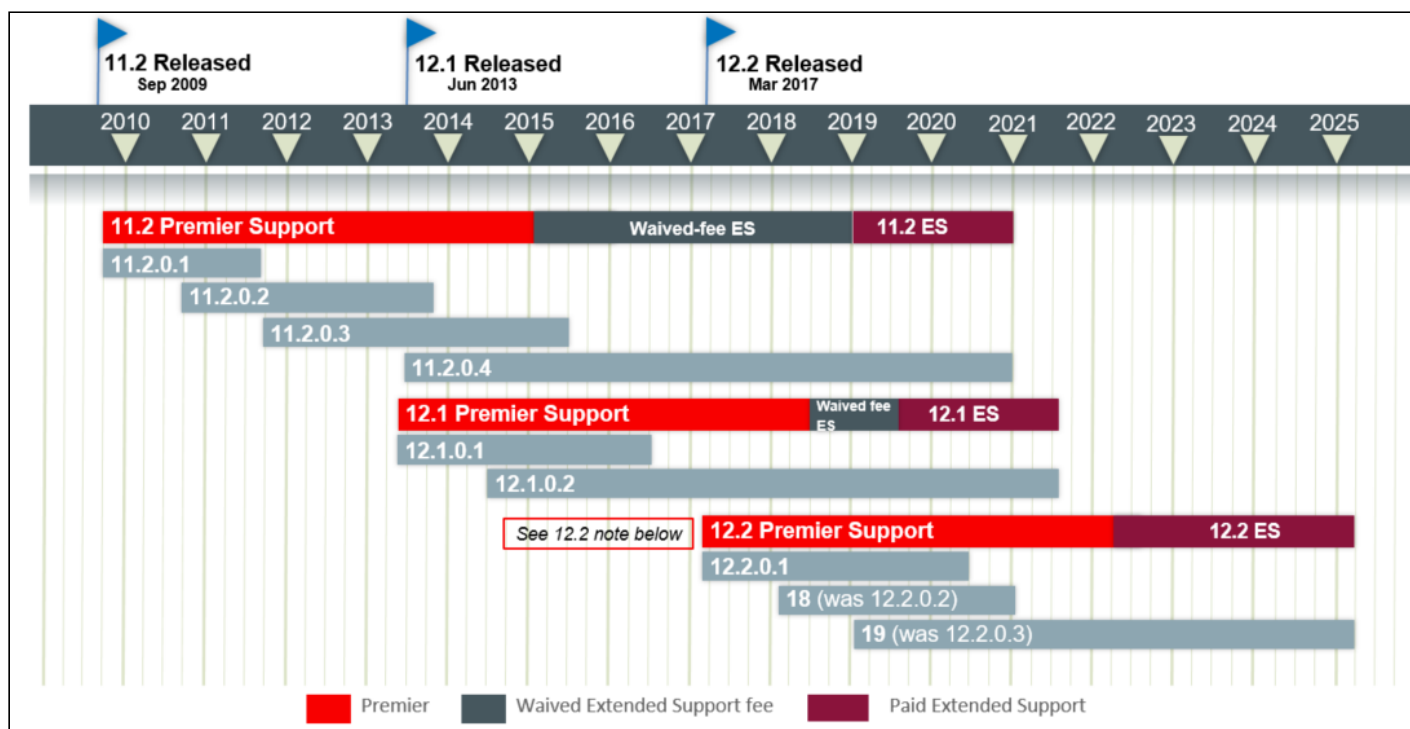 11.2 Released
Sep 2009
12.1 Released
Jun 2013
12.2 Released
Mar 2017
2010 2011 2012 2013 2014 2015 2016 2017 2018 2019 2020 2021 2022 2023 2024 2025
11.2 Premier Support Waived-fee ES 11.2 ES
11.2.0.1
11.2.0.2
11.2.0.3
11.2.0.4
12.1 Premier Support Waived fee
ES 12.1 ES
12.1.0.1
12.1.0.2
See 12.2 note below 12.2 Premier Support 12.2 ES
12.2.0.1
18 (was 12.2.0.2)
19 (was 12.2.0.3)
Premier Waived Extended Support fee Paid Extended Support